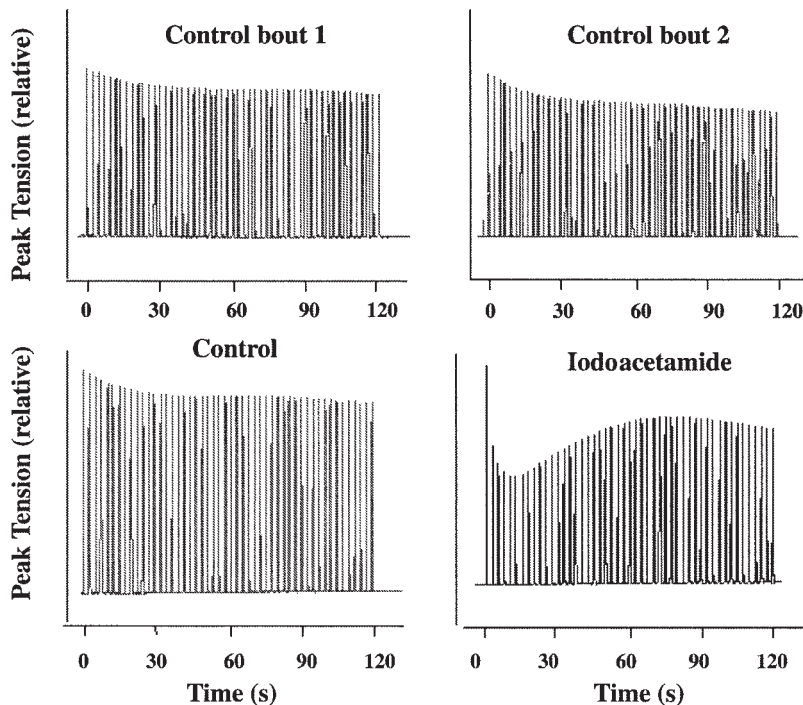 Control bout 1
Control bout 2
Peak Tension (relative)
0 30 60 90 120
0 30 60 90 120
Control
Iodoacetamide
Peak Tension (relative)
0 30 60 90 120
0 30 60 90 120
Time (s)
Time (s)